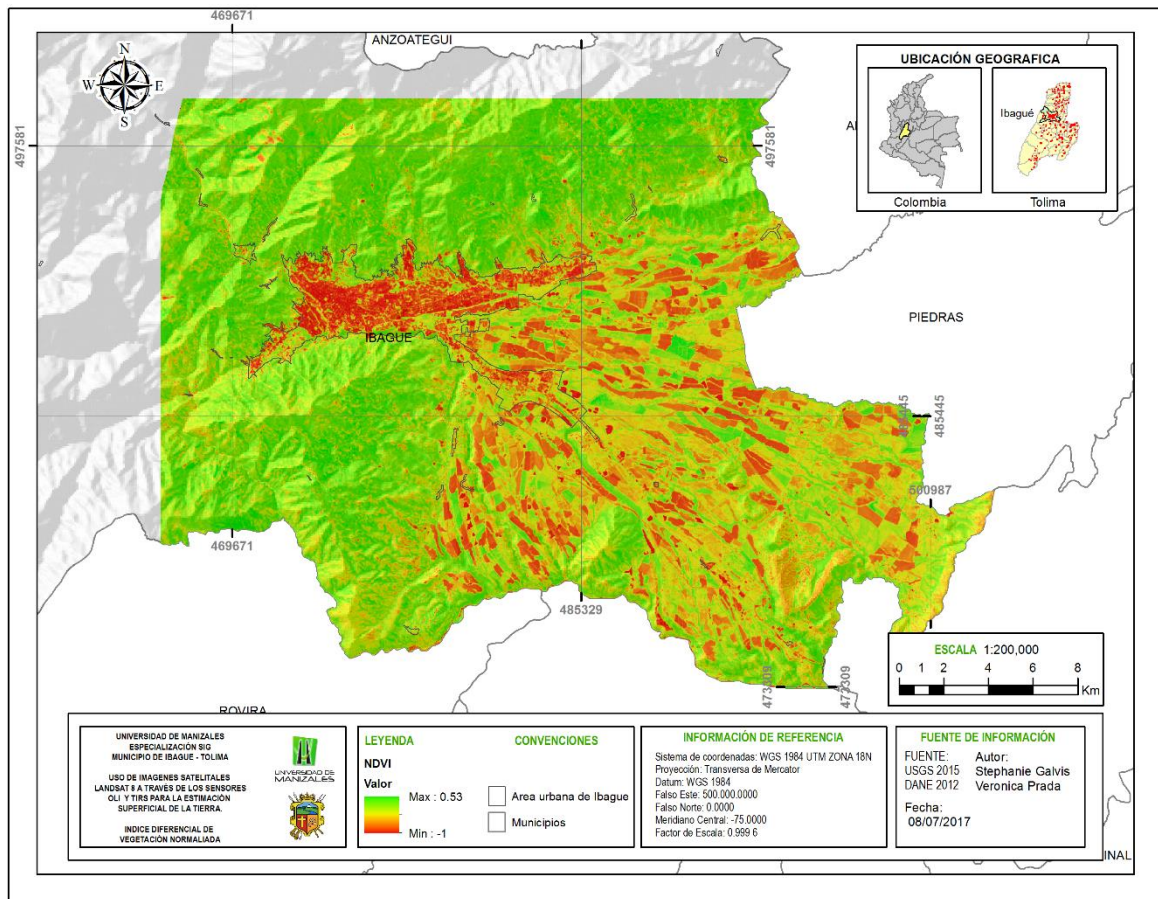 469671
ANZOATEGUI
N
W
E
S
497581
497581
UBICACIÓN GEOGRAFICA
Ibagué
Colombia
Tolima
PIEDRAS
IBAGUE
485445
500987
469671
485329
473309
473309
ROVIRA
ESCALA 1:200,000
0 1 2 4 6 8
Km
UNIVERSIDAD DE MANIZALES
ESPECIALIZACIÓN SIG
MUNICIPIO DE IBAGUE - TOLIMA
USO DE IMAGENES SATELITALES
LANDSAT 8 A TRAVÉS DE LOS SENSORES
OLI Y TIRS PARA LA ESTIMACIÓN
SUPERFICIAL DE LA TIERRA.
INDICE DIFERENCIAL DE
VEGETACIÓN NORMALIADA
UNIVERSIDAD DE
MANIZALES
LEYENDA
NDVI
Valor
Max : 0.53
Min : -1
CONVENCIONES
Area urbana de Ibague
Municipios
INFORMACIÓN DE REFERENCIA
Sistema de coordenadas: WGS 1984 UTM ZONA 18N
Proyección: Transversa de Mercator
Datum: WGS 1984
Falso Este: 500.000.0000
Falso Norte: 0.0000
Meridiano Central: -75.0000
Factor de Escala: 0.999 6
FUENTE DE INFORMACIÓN
FUENTE:
USGS 2015
DANE 2012
Autor:
Stephanie Galvis
Veronica Prada
Fecha:
08/07/2017
INAL